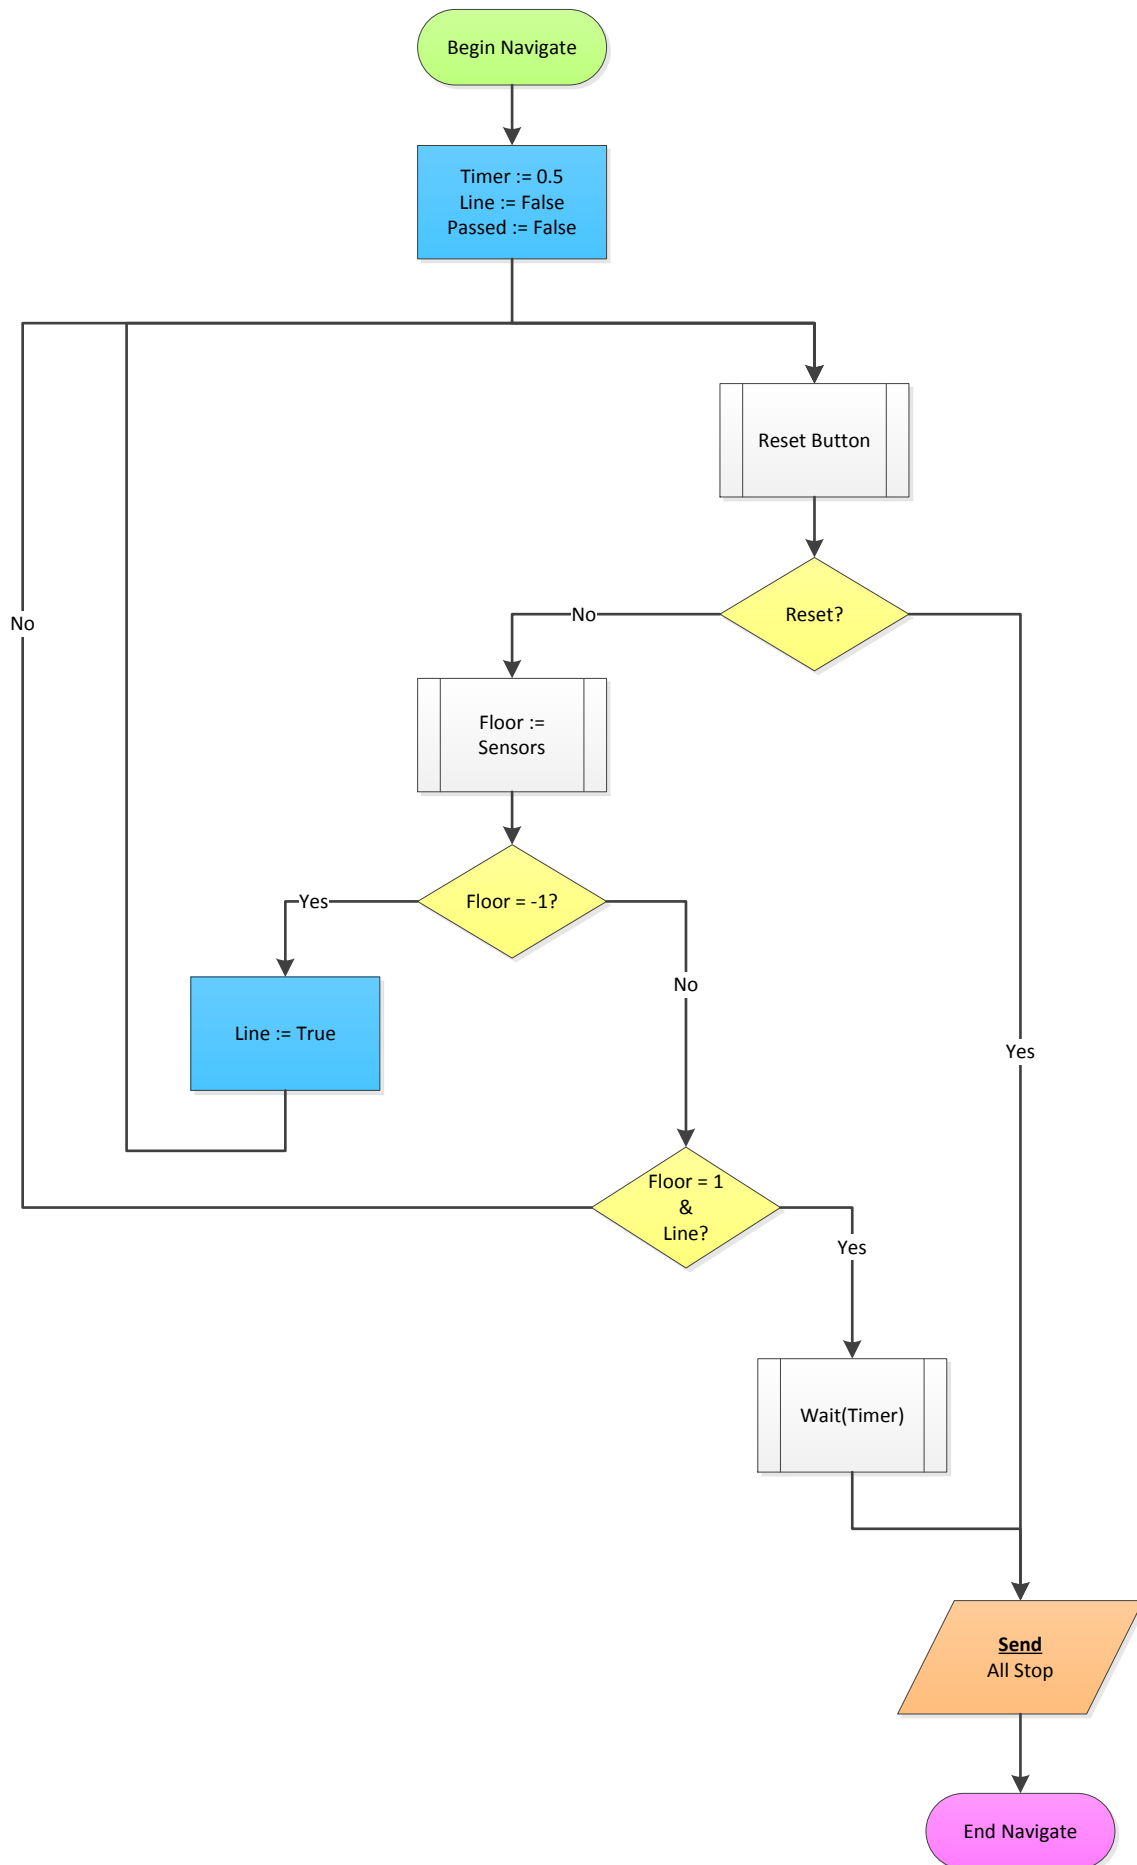 Begin Navigate
Timer := 0.5
Line := False
Passed := False
Reset Button
Reset?
No
Yes
No
Floor :=
Sensors
Floor = -1?
Yes
No
Line := True
Floor = 1
&
Line?
Yes
Wait(Timer)
Send
All Stop
End Navigate